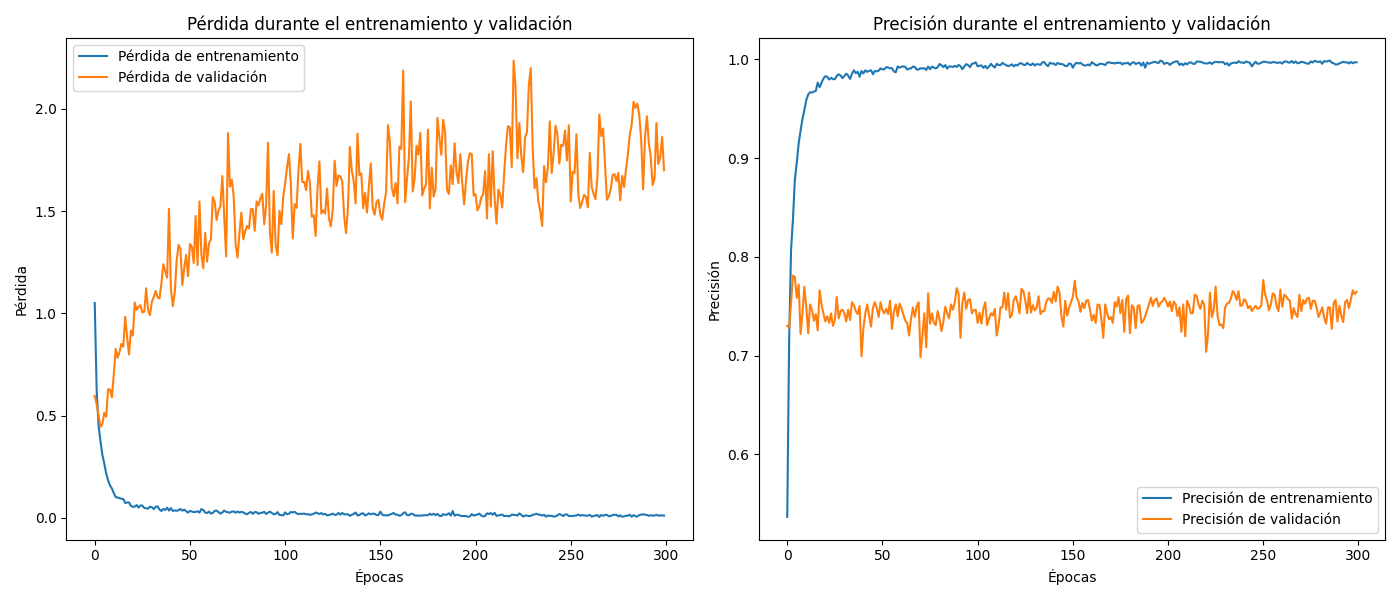 Pérdida durante el entrenamiento y validación
Pérdida de entrenamiento
Pérdida de validación
2.0
1.5
1.0
0.5
0.0
Pérdida
0 50 100 150 200 250 300
Épocas
Precisión durante el entrenamiento y validación
1.0
0.9
0.8
0.7
0.6
Precisión
Precisión de entrenamiento
Precisión de validación
0 50 100 150 200 250 300
Épocas